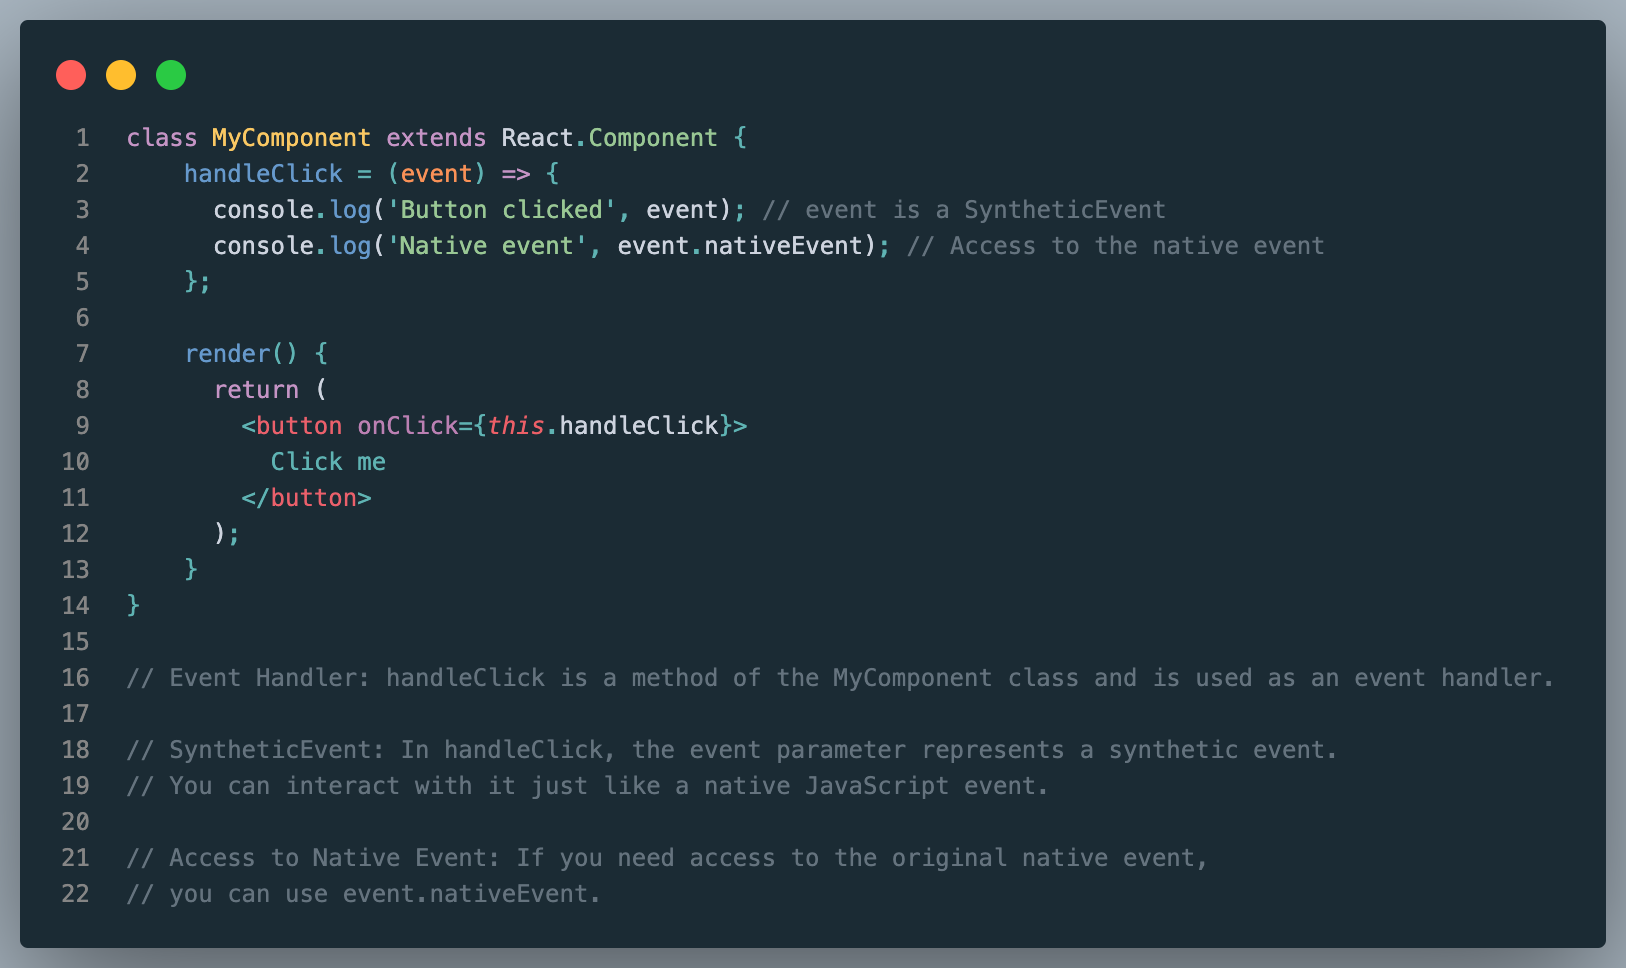 1 class MyComponent extends React.Component {
2     handleClick = (event) => {
3       console.log('Button clicked', event); // event is a SyntheticEvent
4       console.log('Native event', event.nativeEvent); // Access to the native event
5     };
6
7     render() {
8       return (
9         <button onClick={this.handleClick}>
10           Click me
11         </button>
12       );
13     }
14 }
15
16 // Event Handler: handleClick is a method of the MyComponent class and is used as an event handler.
17
18 // SyntheticEvent: In handleClick, the event parameter represents a synthetic event.
19 // You can interact with it just like a native JavaScript event.
20
21 // Access to Native Event: If you need access to the original native event,
22 // you can use event.nativeEvent.